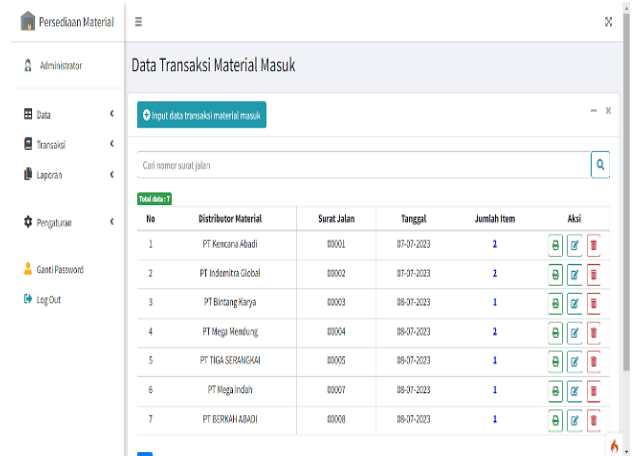 Persediaan Material
Administrator
Data
Transaksi
Laporan
Pengaturan
Ganti Password
Log Out
Data Transaksi Material Masuk
Input data transaksi material masuk
Cari nomor surat jalan
Total data : 7
No Distributor Material Surat Jalan Tanggal Jumlah Item Aksi
1 PT Kencana Abadi 00001 07-07-2023 2
2 PT Indomitra Global 00002 07-07-2023 2
3 PT Bintang Karya 00003 08-07-2023 1
4 PT Mega Mendung 00004 08-07-2023 2
5 PT TIGA SERANGKAI 00005 08-07-2023 1
6 PT Mega Indah 00007 08-07-2023 1
7 PT BERKAH ABADI 00008 08-07-2023 1